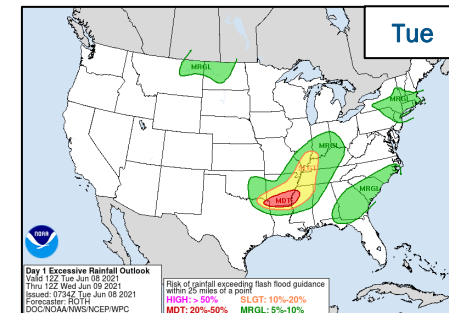 Tue
MRGL
MRGL
MRGL
SLGT
MDT
MRGL
NOAA
Day 1 Excessive Rainfall Outlook
Valid 12Z Tue Jun 08 2021
Thru 12Z Wed Jun 09 2021
Issued: 0734Z Tue Jun 08 2021
Forecaster: ROTH
DOC/NOAA/NWS/NCEP/WPC
Risk of rainfall exceeding flash flood guidance
within 25 miles of a point
HIGH: > 50% SLGT: 10%-20%
MDT: 20%-50% MRGL: 5%-10%